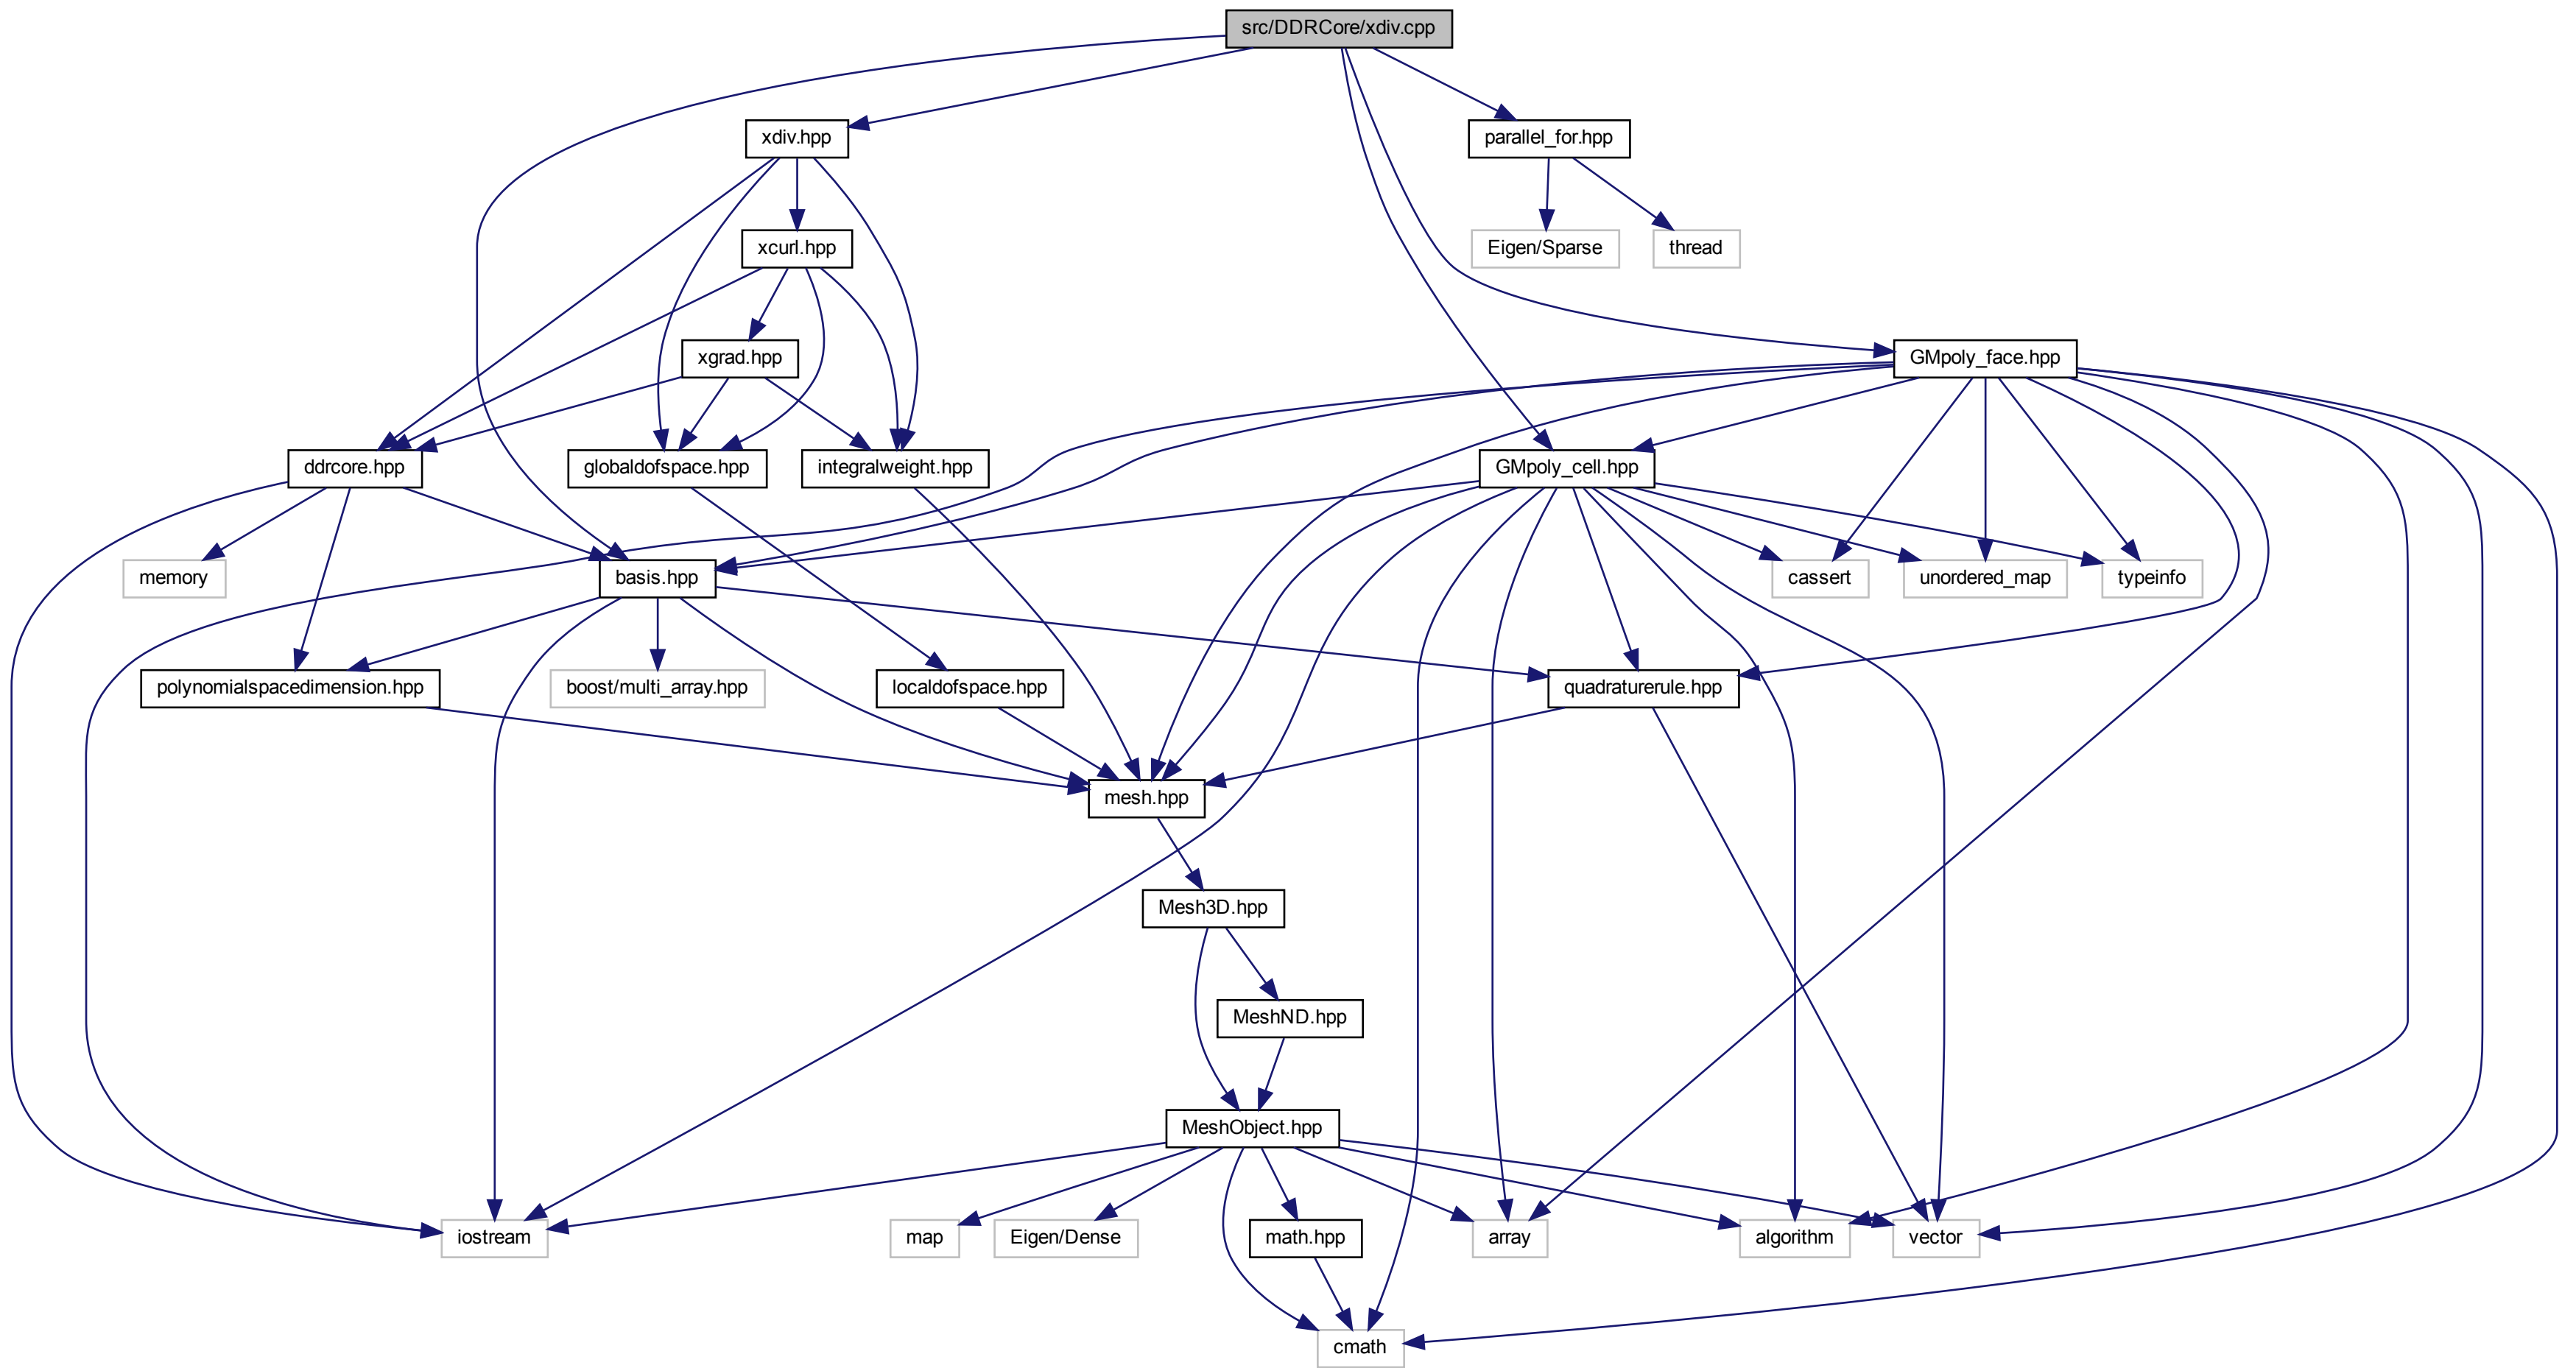 src/DDRCore/xdiv.cpp
xdiv.hpp
parallel_for.hpp
xcurl.hpp
Eigen/Sparse
thread
xgrad.hpp
GMpoly_face.hpp
ddrcore.hpp
globaldofspace.hpp
integralweight.hpp
GMpoly_cell.hpp
memory
basis.hpp
cassert
unordered_map
typeinfo
polynomialspacedimension.hpp
boost/multi_array.hpp
localdofspace.hpp
quadraturerule.hpp
mesh.hpp
Mesh3D.hpp
MeshND.hpp
MeshObject.hpp
iostream
map
Eigen/Dense
math.hpp
array
algorithm
vector
cmath